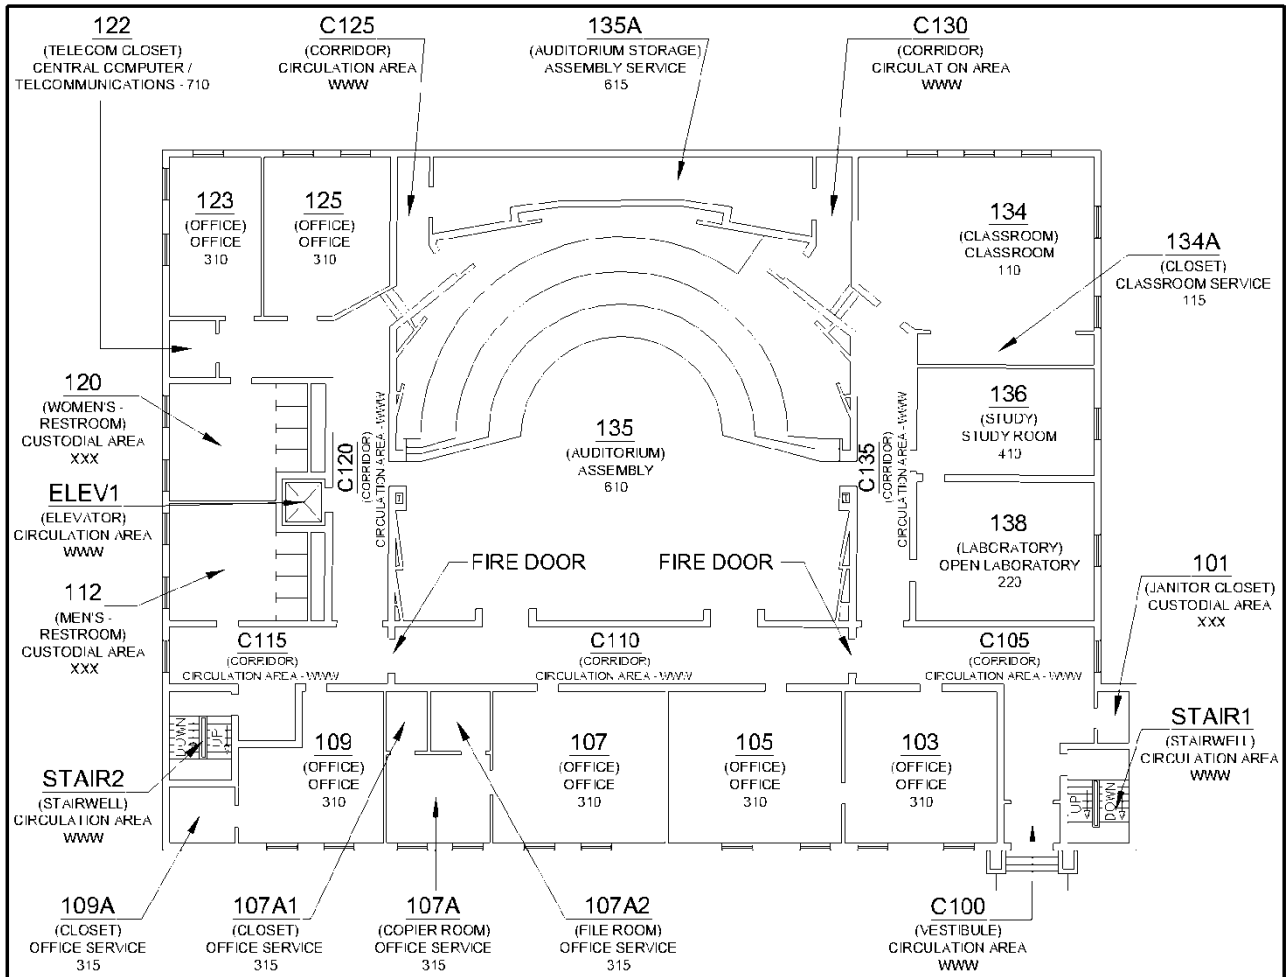 122
(TELECOM CLOSET)
CENTRAL COMPUTER /
TELCOMMUNICATIONS - 710
C125
(CORRIDOR)
CIRCULATION AREA
WWW
135A
(AUDITORIUM STORAGE)
ASSEMBLY SERVICE
615
C130
(CORRIDOR)
CIRCULAT ON AREA
WWW
123
(OFFICE)
OFFICE
310
125
(OFFICE)
OFFICE
310
134
(CLASSROOM)
CLASSROOM
110
134A
(CLOSET)
CLASSROOM SERVICE
115
120
(WOMEN'S -
RESTROOM)
CUSTODIAL AREA
XXX
C120
(CORRIDOR)
CIRCULATION AREA - WWW
135
(AUDITORIUM)
ASSEMBLY
610
C135
(CORRIDOR)
CIRCULATION AREA - WWW
136
(STUDY)
STUDY ROOM
410
ELEV1
(ELEVATOR)
CIRCULATION AREA
WWW
138
(LABORATORY)
OPEN LABORATORY
220
FIRE DOOR
FIRE DOOR
101
(JANITOR CLOSET)
CUSTODIAL AREA
XXX
112
(MEN'S -
RESTROOM)
CUSTODIAL AREA
XXX
C115
(CORRIDOR)
CIRCULATION AREA - WWW
C110
(CORRIDOR)
CIRCULATION AREA - WWW
C105
(CORRIDOR)
CIRCULATION AREA - WWW
DOWN
UP
STAIR2
(STAIRWELL)
CIRCULATION AREA
WWW
109
(OFFICE)
OFFICE
310
107
(OFFICE)
OFFICE
310
105
(OFFICE)
OFFICE
310
103
(OFFICE)
OFFICE
310
UP
DOWN
STAIR1
(STAIRWELL)
CIRCULATION AREA
WWW
109A
(CLOSET)
OFFICE SERVICE
315
107A1
(CLOSET)
OFFICE SERVICE
315
107A
(COPIER ROOM)
OFFICE SERVICE
315
107A2
(FILE ROOM)
OFFICE SERVICE
315
C100
(VESTIBULE)
CIRCULATION AREA
WWW